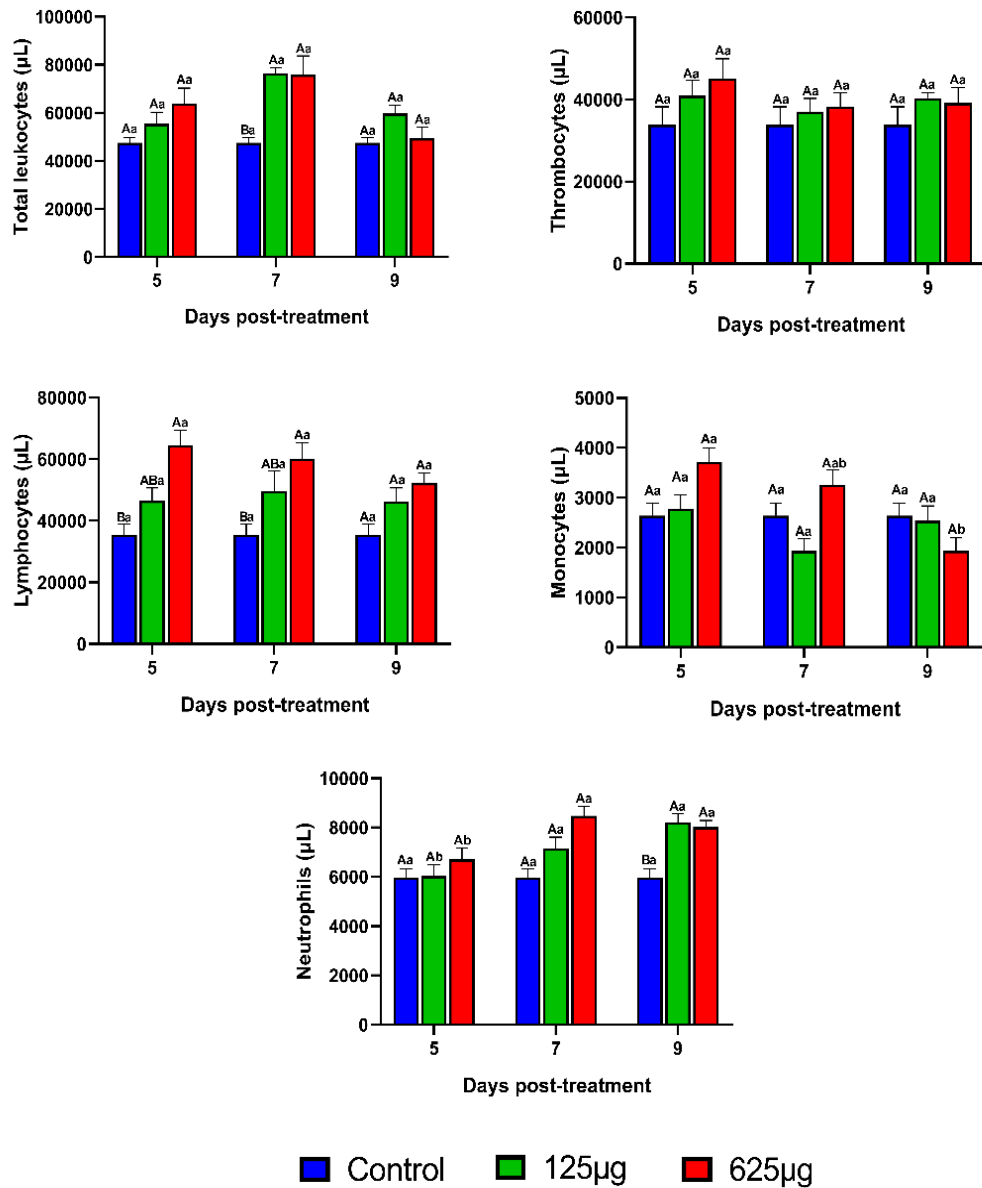 Total leukocytes (µL)
100000
80000
60000
40000
20000
0
Aa Aa Aa Ba Aa Aa Aa Aa Aa
5 7 9
Days post-treatment
Thrombocytes (µL)
60000
40000
20000
0
Aa Aa Aa Aa Aa Aa Aa Aa Aa
5 7 9
Days post-treatment
Lymphocytes (µL)
80000
60000
40000
20000
0
Ba ABa Aa Ba ABa Aa Aa Aa Aa
5 7 9
Days post-treatment
Monocytes (µL)
5000
4000
3000
2000
1000
0
Aa Aa Aa Aa Aa Aab Aa Aa Ab
5 7 9
Days post-treatment
Neutrophils (µL)
10000
8000
6000
4000
2000
0
Aa Ab Ab Aa Aa Aa Ba Aa Aa
5 7 9
Days post-treatment
Control 125µg 625µg